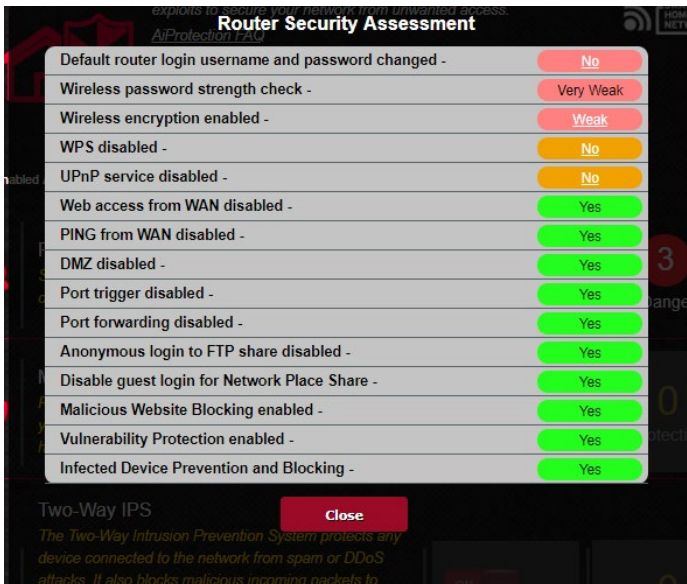 exploits to secure your network from unwanted access.
Router Security Assessment
AiProtection FAQ
Default router login username and password changed - No
Wireless password strength check - Very Weak
Wireless encryption enabled - Weak
WPS disabled - No
UPnP service disabled - No
Web access from WAN disabled - Yes
PING from WAN disabled - Yes
DMZ disabled - Yes
3
Port trigger disabled - Yes
Port forwarding disabled - Yes
Anonymous login to FTP share disabled - Yes
Disable guest login for Network Place Share - Yes
Malicious Website Blocking enabled - Yes
0
Vulnerability Protection enabled - Yes
Infected Device Prevention and Blocking - Yes
Two-Way IPS
Close
The Two-Way Intrusion Prevention System protects any
device connected to the network from spam or DDoS
attacks. It also blocks malicious incoming packets to